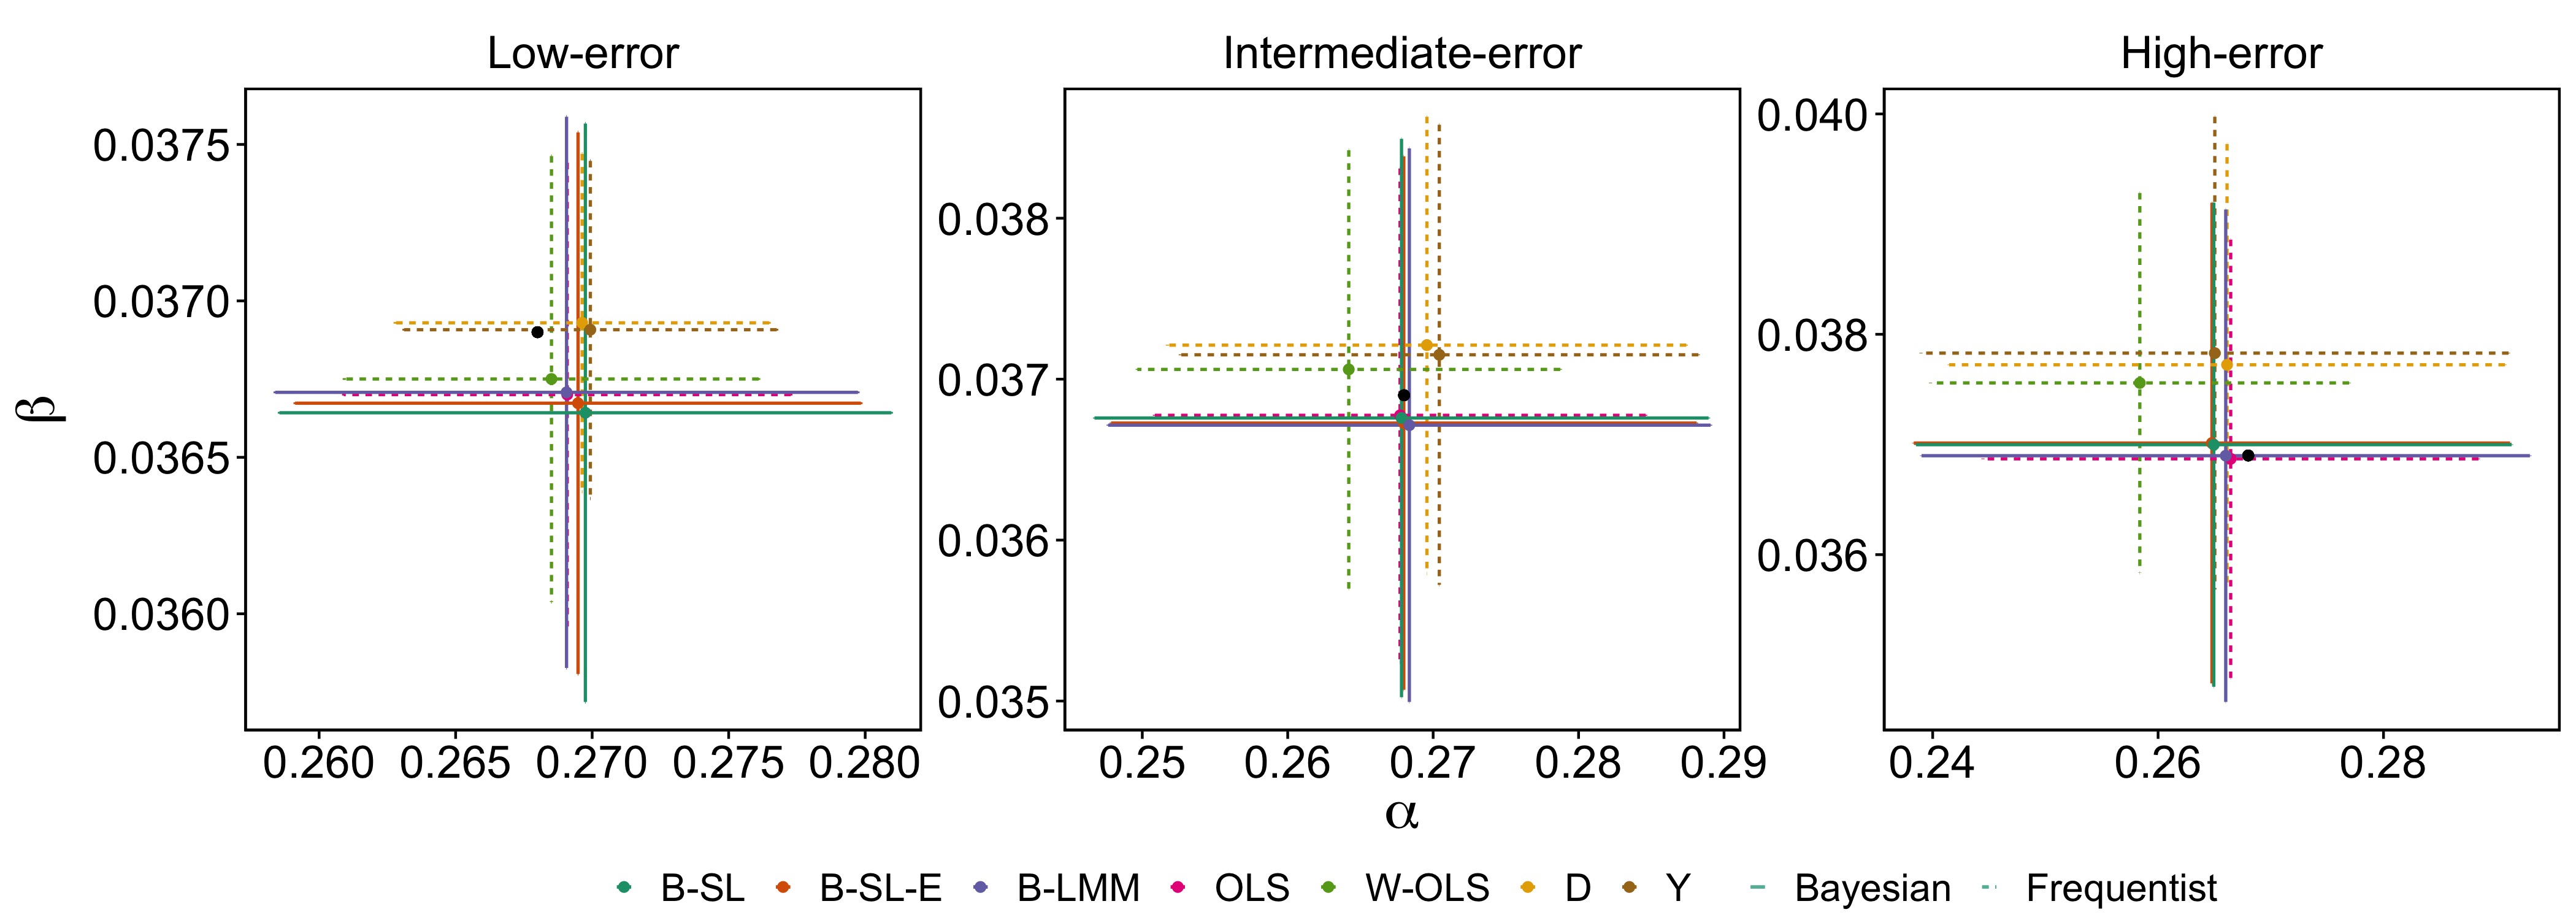 Low-error Intermediate-error High-error
0.0375 0.0370 0.0365 0.0360
0.038 0.037 0.036 0.035
0.040 0.038 0.036
β
0.260 0.265 0.270 0.275 0.280
0.25 0.26 0.27 0.28 0.29
0.24 0.26 0.28
α
B-SL B-SL-E B-LMM OLS W-OLS D Y Bayesian Frequentist